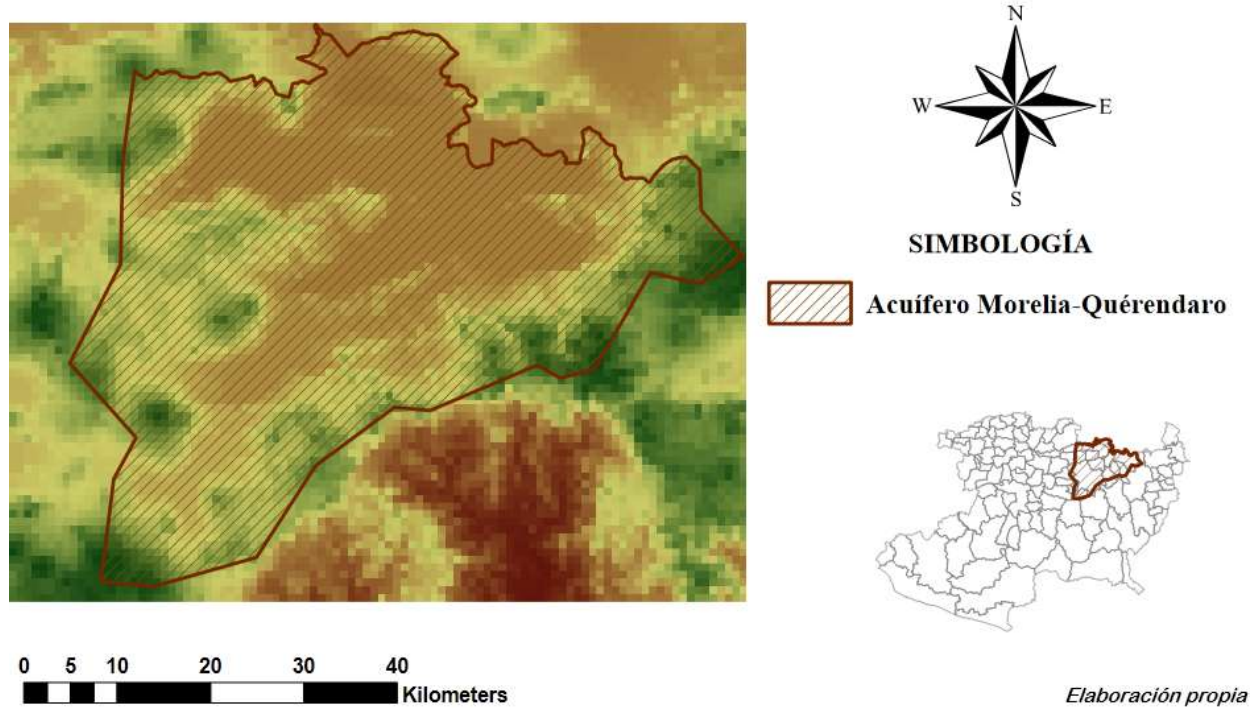 N
W E
S
SIMBOLOGÍA
Acuífero Morelia-Quérendaro
0 5 10 20 30 40
Kilometers
Elaboración propia